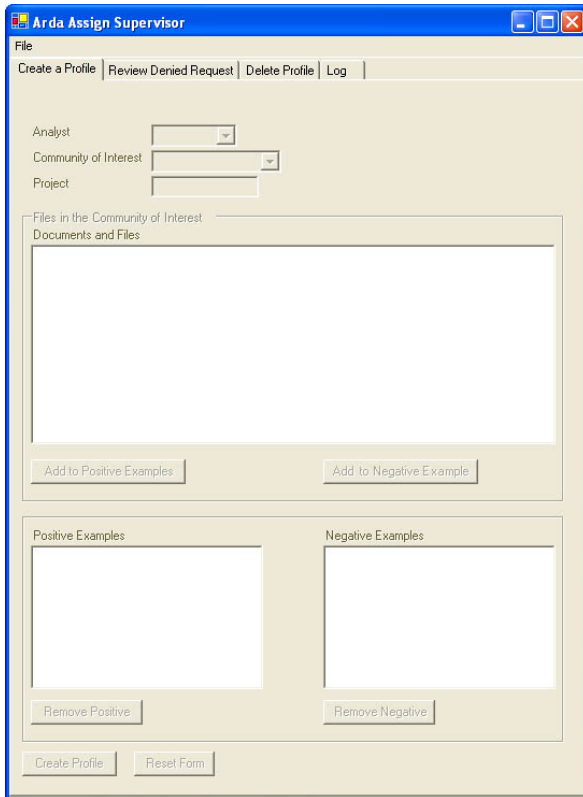 Arda Assign Supervisor
File
Create a Profile Review Denied Request Delete Profile Log
Analyst
Community of Interest
Project
Files in the Community of Interest
Documents and Files
Add to Positive Examples Add to Negative Example
Positive Examples Negative Examples
Remove Positive Remove Negative
Create Profile Reset Form